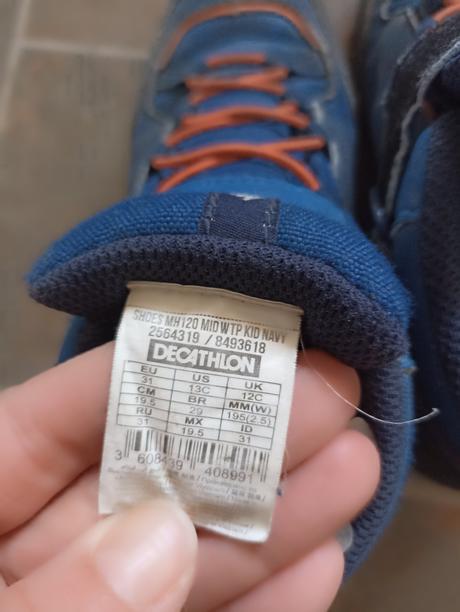 SHOES MH120 MID WTP KID NAVY
2564319 / 8493618
DECATHLON
EU US UK
31 13C 12C
CM BR MM(W)
19.5 29 195(2.5)
RU MX ID
31 19.5 31
3 608439 408991